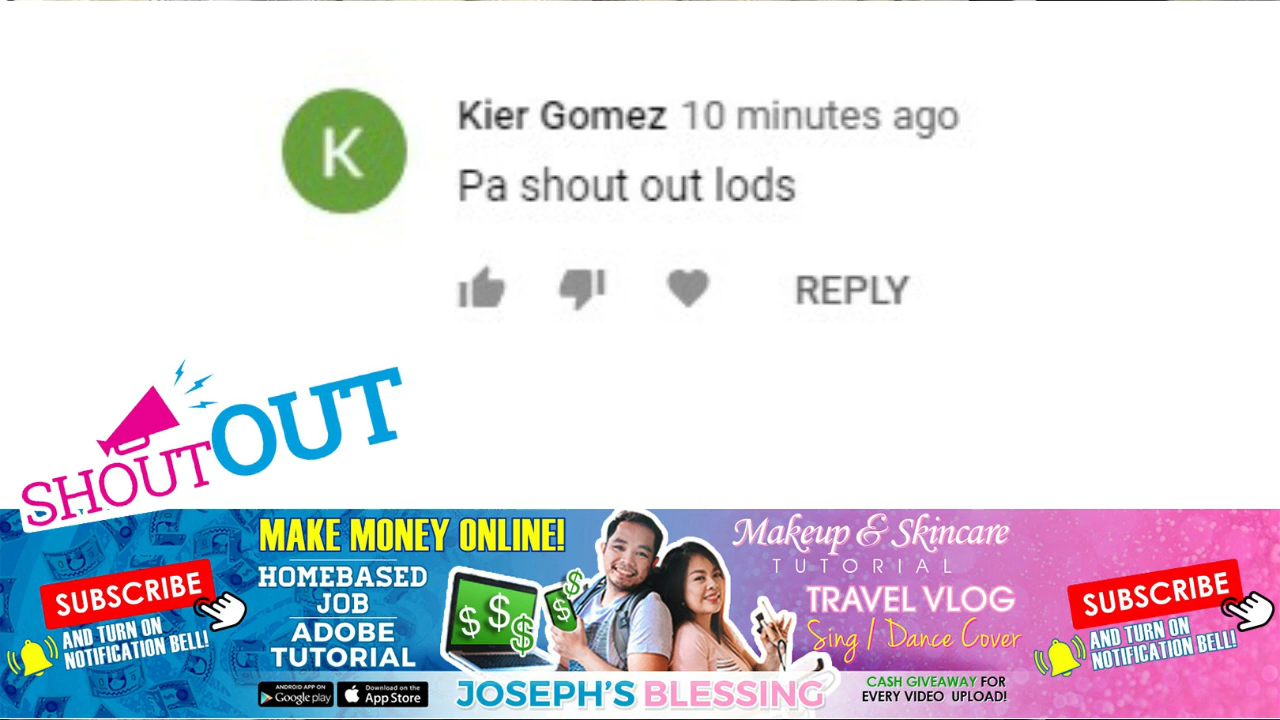 K
Kier Gomez 10 minutes ago
Pa shout out lods
REPLY
SHOUTOUT
MAKE MONEY ONLINE!
HOMEBASED
JOB
ADOBE
TUTORIAL
SUBSCRIBE
AND TURN ON
NOTIFICATION BELL!
ANDROID APP ON
Google play
Download on the
App Store
$ $ $
$ $
Makeup & Skincare
TUTORIAL
TRAVEL VLOG
Sing / Dance Cover
JOSEPH'S BLESSING
CASH GIVEAWAY FOR
EVERY VIDEO UPLOAD!
SUBSCRIBE
AND TURN ON
NOTIFICATION BELL!